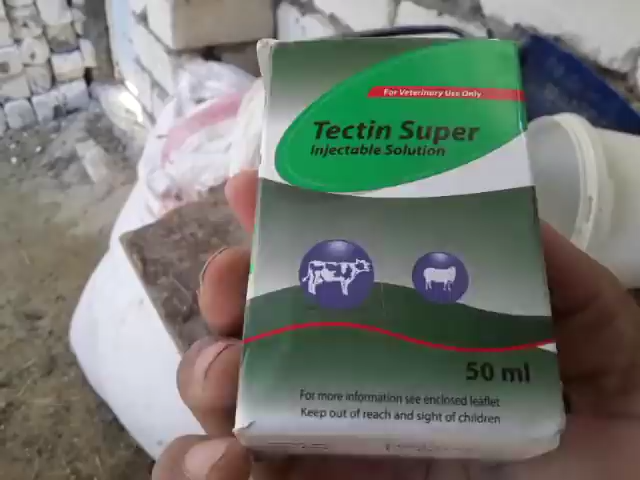 For Veterinary Use Only
Tectin Super
Injectable Solution
50 ml
For more information see enclosed leaflet
Keep out of reach and sight of children